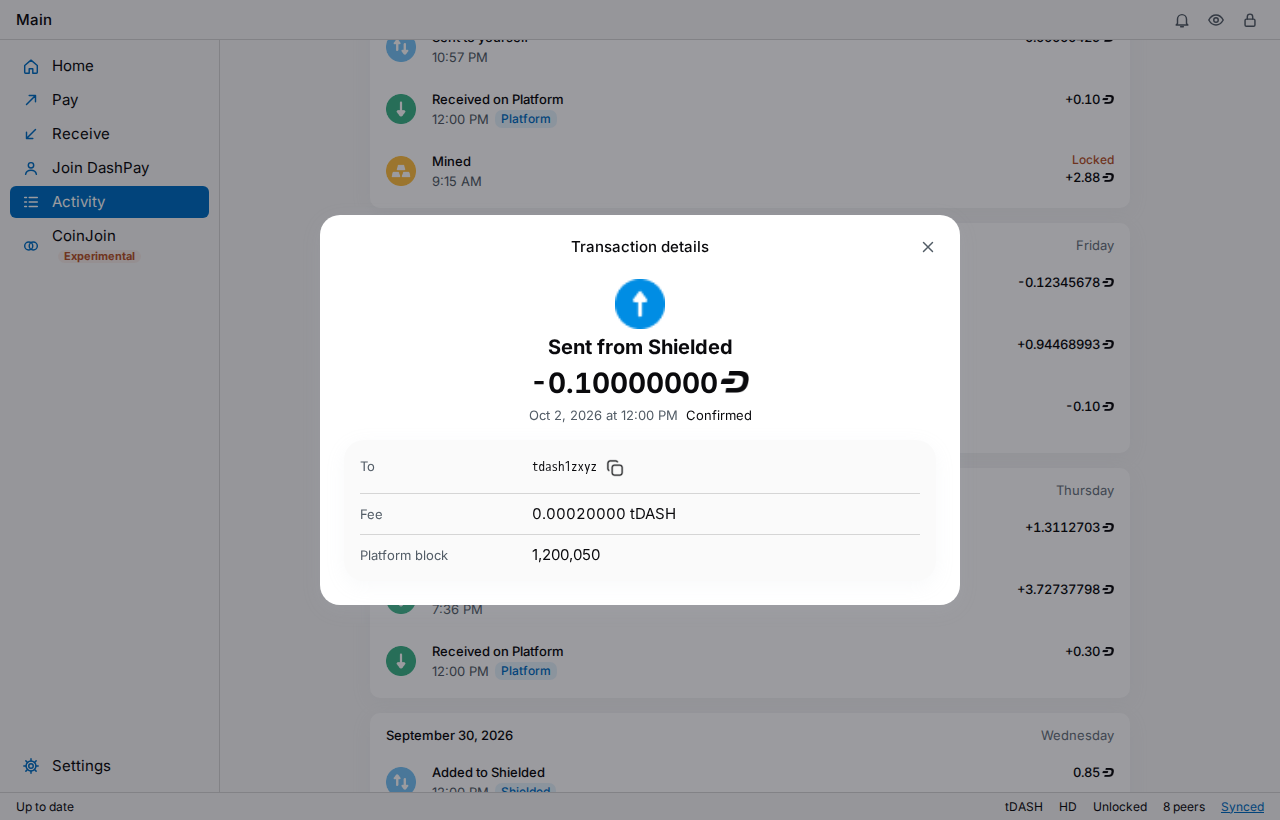 Main
Home
Pay
Receive
Join DashPay
Activity
CoinJoin
Experimental
Settings
10:57 PM
Received on Platform
+0.10
12:00 PM Platform
Mined
Locked
9:15 AM
+2.88
Friday
-0.12345678
+0.94468993
-0.10
Thursday
+1.3112703
+3.72737798
7:36 PM
Received on Platform
+0.30
12:00 PM Platform
September 30, 2026
Wednesday
Added to Shielded
0.85
12:00 PM Shielded
Transaction details
Sent from Shielded
-0.10000000
Oct 2, 2026 at 12:00 PM Confirmed
To tdash1zxyz
Fee 0.00020000 tDASH
Platform block 1,200,050
Up to date
tDASH HD Unlocked 8 peers Synced